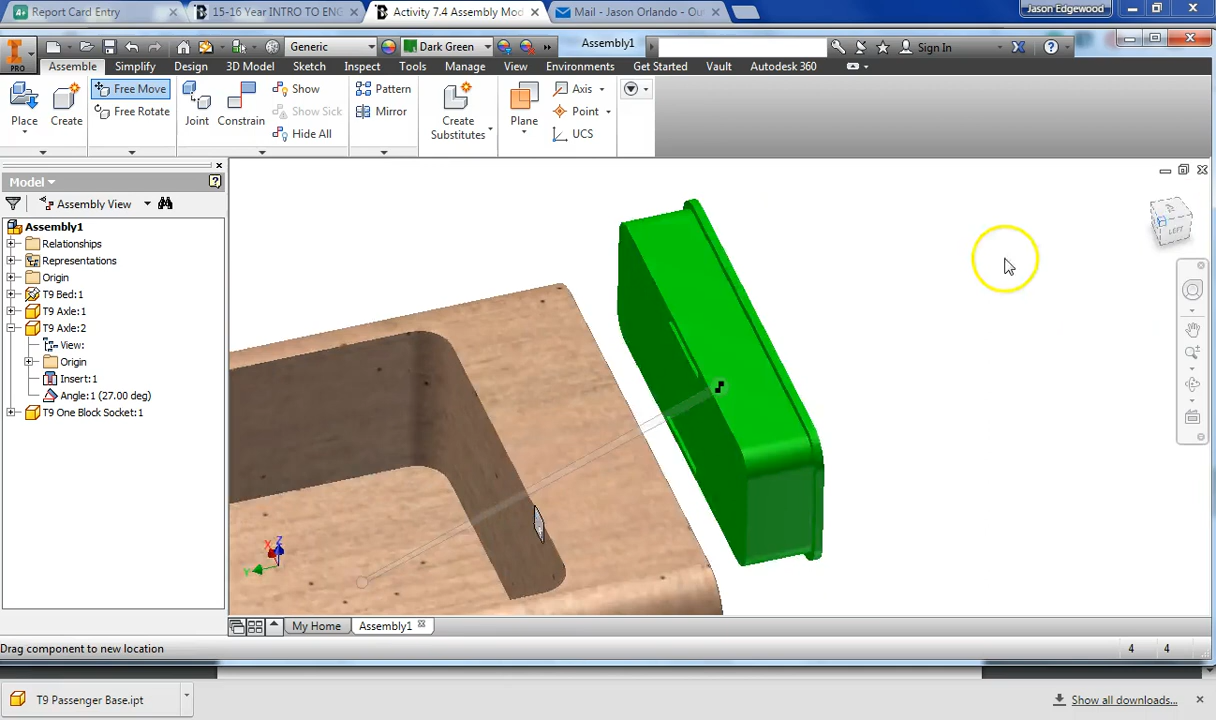 Report Card Entry
15-16 Year INTRO TO ENG
Activity 7.4 Assembly Mod
Mail - Jason Orlando - Out
Jason Edgewood
PRO
Generic
Dark Green
Assembly1
Sign In
Assemble
Simplify
Design
3D Model
Sketch
Inspect
Tools
Manage
View
Environments
Get Started
Vault
Autodesk 360
Place
Create
Free Move
Free Rotate
Joint
Constrain
Show
Show Sick
Hide All
Pattern
Mirror
Create
Substitutes
Plane
Axis
Point
UCS
Model
Assembly View
Assembly1
Relationships
Representations
Origin
T9 Bed:1
T9 Axle:1
T9 Axle:2
View:
Origin
Insert:1
Angle:1 (27.00 deg)
T9 One Block Socket:1
LEFT
X
Z
Y
My Home
Assembly1
Drag component to new location
4
4
T9 Passenger Base.ipt
Show all downloads...